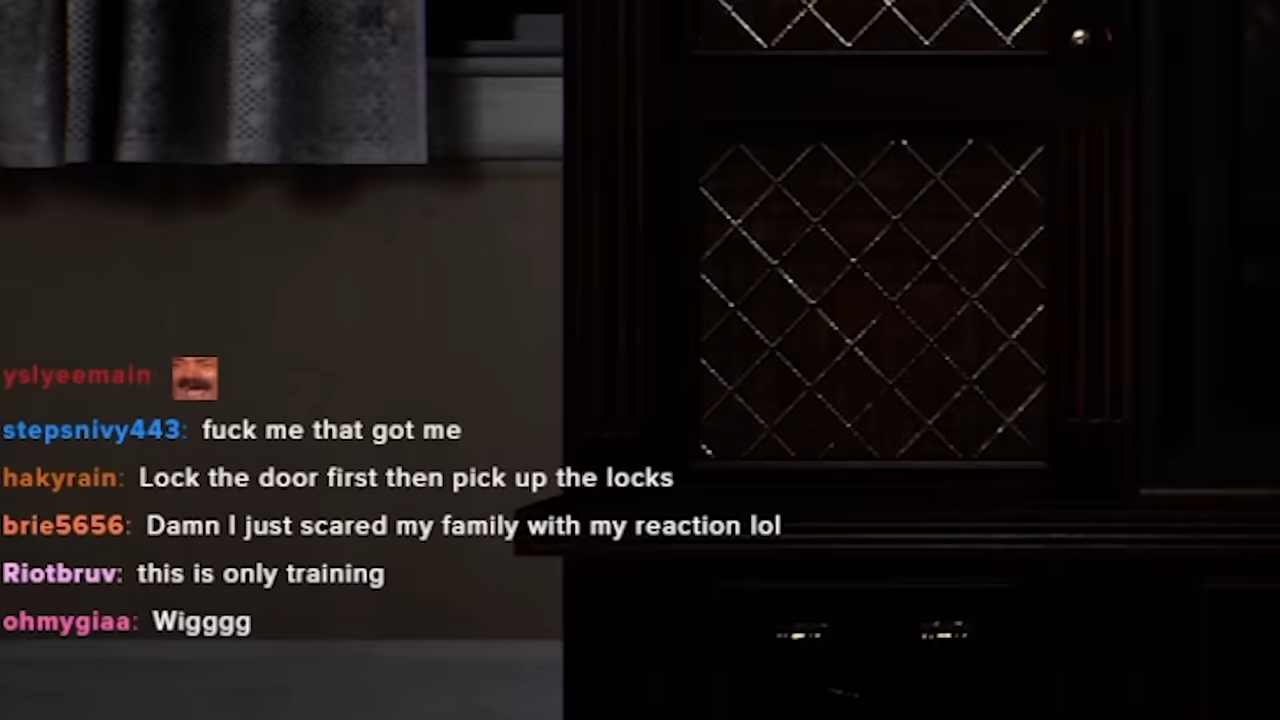 yslyeemain
stepsnivy443: fuck me that got me
hakyrain: Lock the door first then pick up the locks
brie5656: Damn I just scared my family with my reaction lol
Riotbruv: this is only training
ohmygiaa: Wigggg